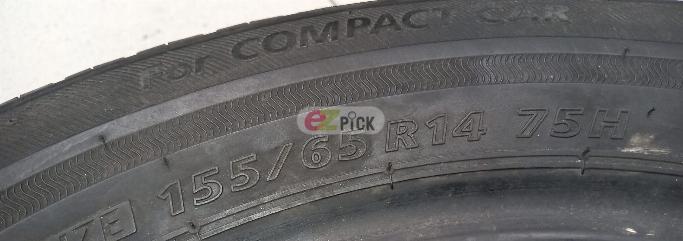 For COMPACT CAR
ezPICK
155/65 R14 75H